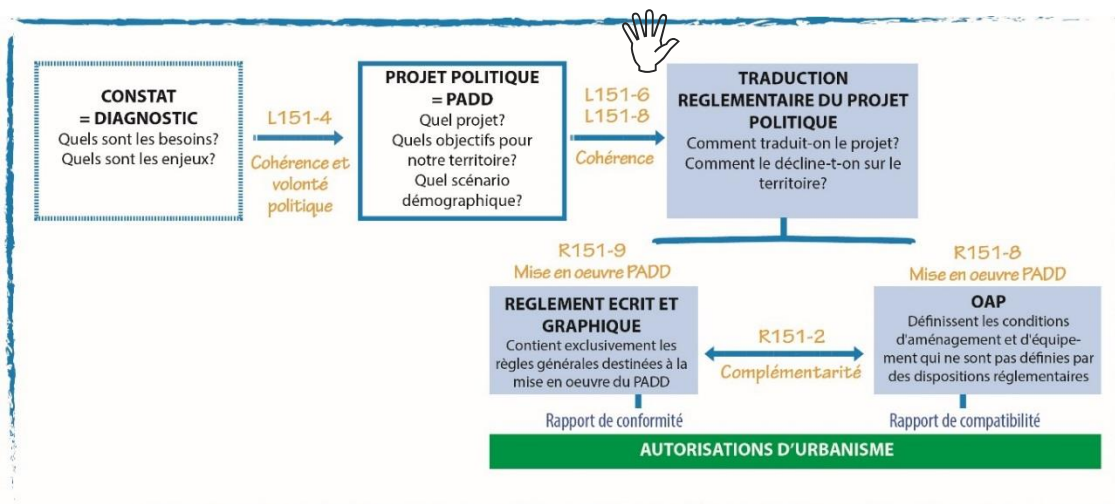 CONSTAT
= DIAGNOSTIC
Quels sont les besoins?
Quels sont les enjeux?
L151-4
Cohérence et
volonté
politique
PROJET POLITIQUE
= PADD
Quel projet?
Quels objectifs pour
notre territoire?
Quel scénario
démographique?
L151-6
L151-8
Cohérence
TRADUCTION
REGLEMENTAIRE DU PROJET
POLITIQUE
Comment traduit-on le projet?
Comment le décline-t-on sur le
territoire?
R151-9
Mise en oeuvre PADD
REGLEMENT ECRIT ET
GRAPHIQUE
Contient exclusivement les
règles générales destinées à la
mise en oeuvre du PADD
R151-2
Complémentarité
R151-8
Mise en oeuvre PADD
OAP
Définissent les conditions
d'aménagement et d'équipe-
ment qui ne sont pas définies par
des dispositions réglementaires
Rapport de conformité
Rapport de compatibilité
AUTORISATIONS D'URBANISME